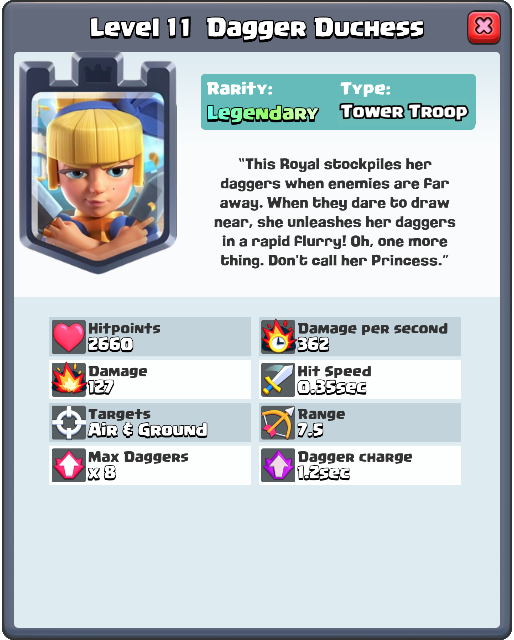 Level 11 Dagger Duchess
Rarity: Type:
Legendary Tower Troop
"This Royal stockpiles her
daggers when enemies are far
away. When they dare to draw
near, she unleashes her daggers
in a rapid flurry! Oh, one more
thing. Don't call her Princess."
Hitpoints Damage per second
2660 362
Damage Hit Speed
127 0.35sec
Targets Range
Air & Ground 7.5
Max Daggers Dagger charge
x 8 1.2sec